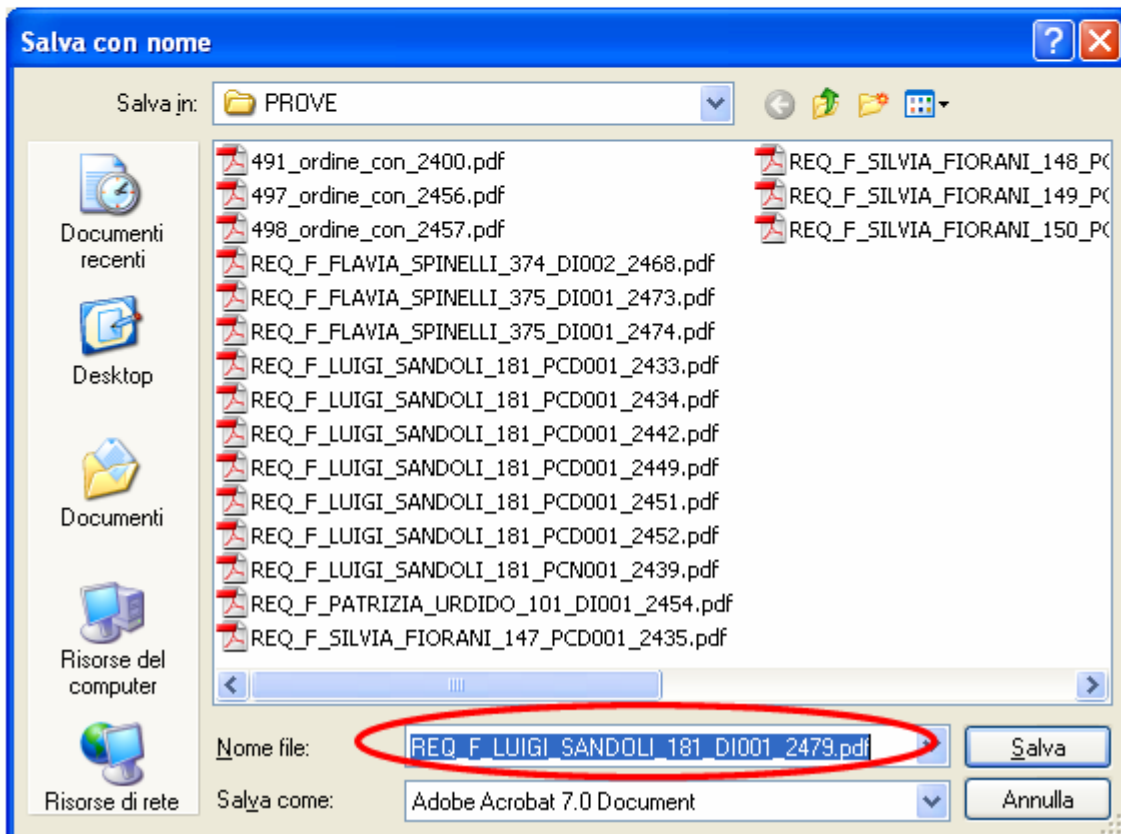 Salva con nome
Salva in: PROVE
Documenti recenti
Desktop
Documenti
Risorse del computer
Risorse di rete
491_ordine_con_2400.pdf
497_ordine_con_2456.pdf
498_ordine_con_2457.pdf
REQ_F_FLAVIA_SPINELLI_374_DI002_2468.pdf
REQ_F_FLAVIA_SPINELLI_375_DI001_2473.pdf
REQ_F_FLAVIA_SPINELLI_375_DI001_2474.pdf
REQ_F_LUIGI_SANDOLI_181_PCD001_2433.pdf
REQ_F_LUIGI_SANDOLI_181_PCD001_2434.pdf
REQ_F_LUIGI_SANDOLI_181_PCD001_2442.pdf
REQ_F_LUIGI_SANDOLI_181_PCD001_2449.pdf
REQ_F_LUIGI_SANDOLI_181_PCD001_2451.pdf
REQ_F_LUIGI_SANDOLI_181_PCD001_2452.pdf
REQ_F_LUIGI_SANDOLI_181_PCN001_2439.pdf
REQ_F_PATRIZIA_URDIDO_101_DI001_2454.pdf
REQ_F_SILVIA_FIORANI_147_PCD001_2435.pdf
REQ_F_SILVIA_FIORANI_148_PC
REQ_F_SILVIA_FIORANI_149_PC
REQ_F_SILVIA_FIORANI_150_PC
Nome file: REQ_F_LUIGI_SANDOLI_181_DI001_2479.pdf Salva
Salva come: Adobe Acrobat 7.0 Document Annulla